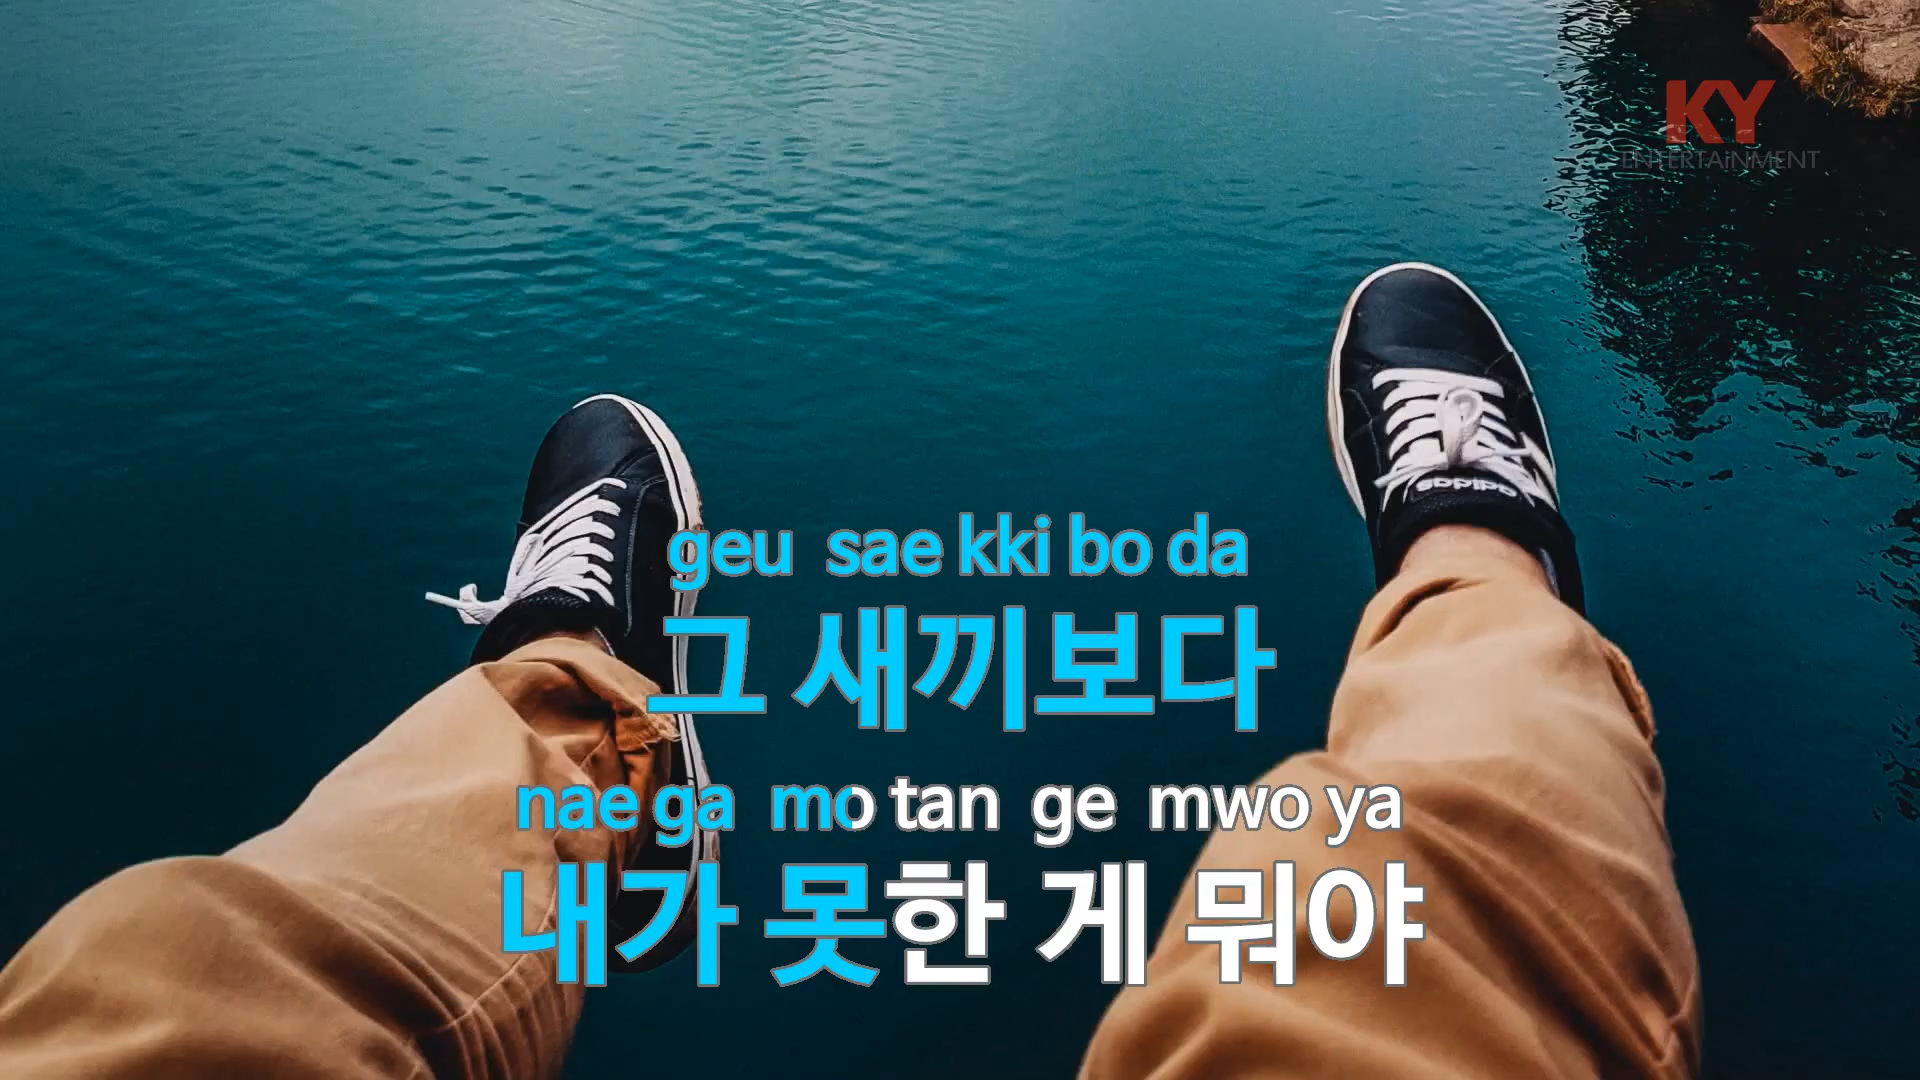 KY
ENTERTAiNMENT
adidas
geu sae kki bo da
그 새끼보다
nae ga mo tan ge mwo ya
내가 못한 게 뭐야